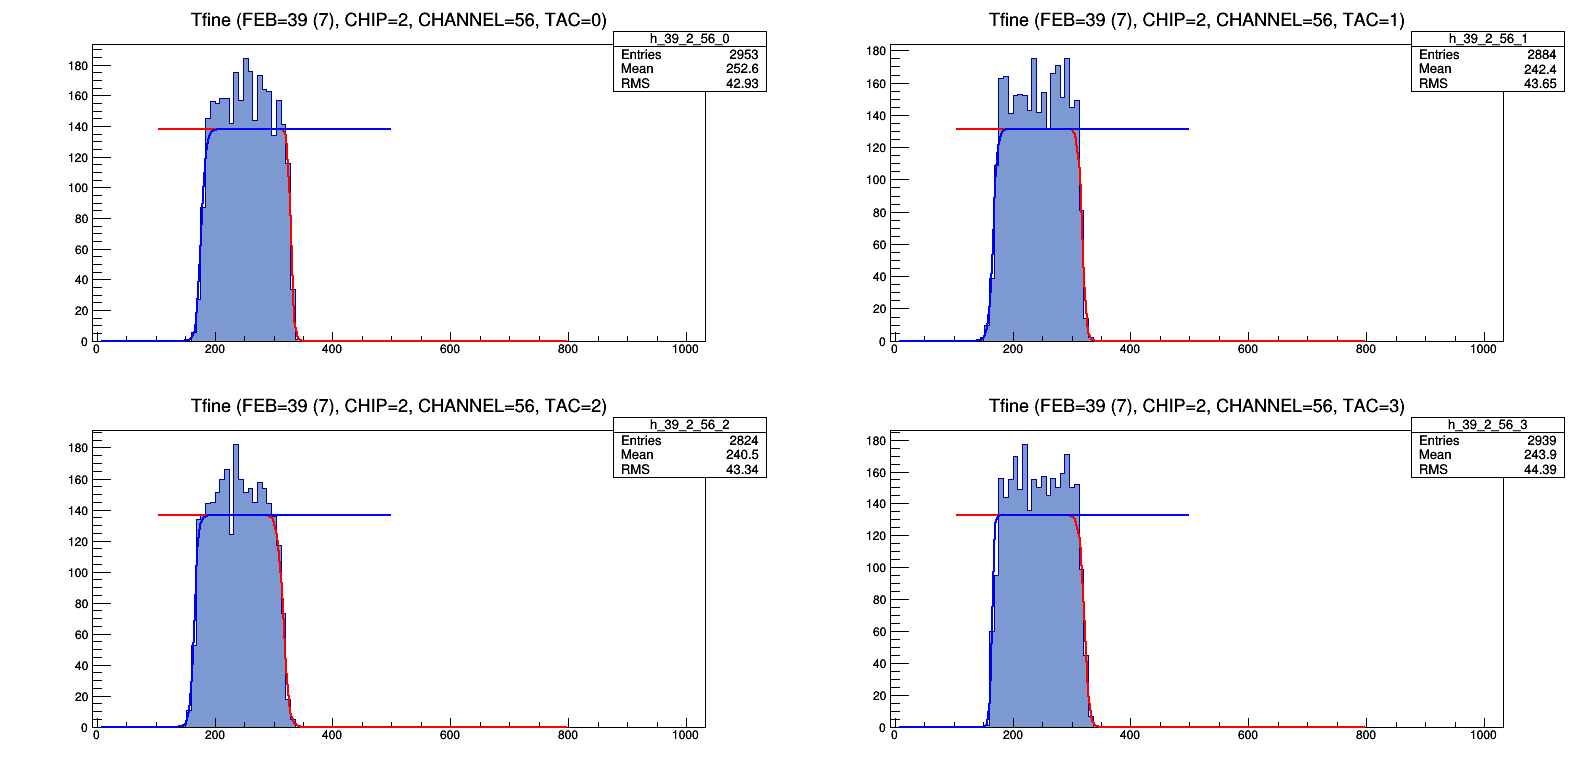 Tfine (FEB=39 (7), CHIP=2, CHANNEL=56, TAC=0)
h_39_2_56_0
Entries 2953
Mean 252.6
RMS 42.93
180
160
140
120
100
80
60
40
20
0
0 200 400 600 800 1000
Tfine (FEB=39 (7), CHIP=2, CHANNEL=56, TAC=1)
h_39_2_56_1
Entries 2884
Mean 242.4
RMS 43.65
180
160
140
120
100
80
60
40
20
0
0 200 400 600 800 1000
Tfine (FEB=39 (7), CHIP=2, CHANNEL=56, TAC=2)
h_39_2_56_2
Entries 2824
Mean 240.5
RMS 43.34
180
160
140
120
100
80
60
40
20
0
0 200 400 600 800 1000
Tfine (FEB=39 (7), CHIP=2, CHANNEL=56, TAC=3)
h_39_2_56_3
Entries 2939
Mean 243.9
RMS 44.39
180
160
140
120
100
80
60
40
20
0
0 200 400 600 800 1000